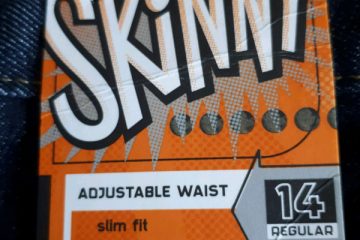 SKiNNY
ADJUSTABLE WAIST
slim fit
14
REGULAR